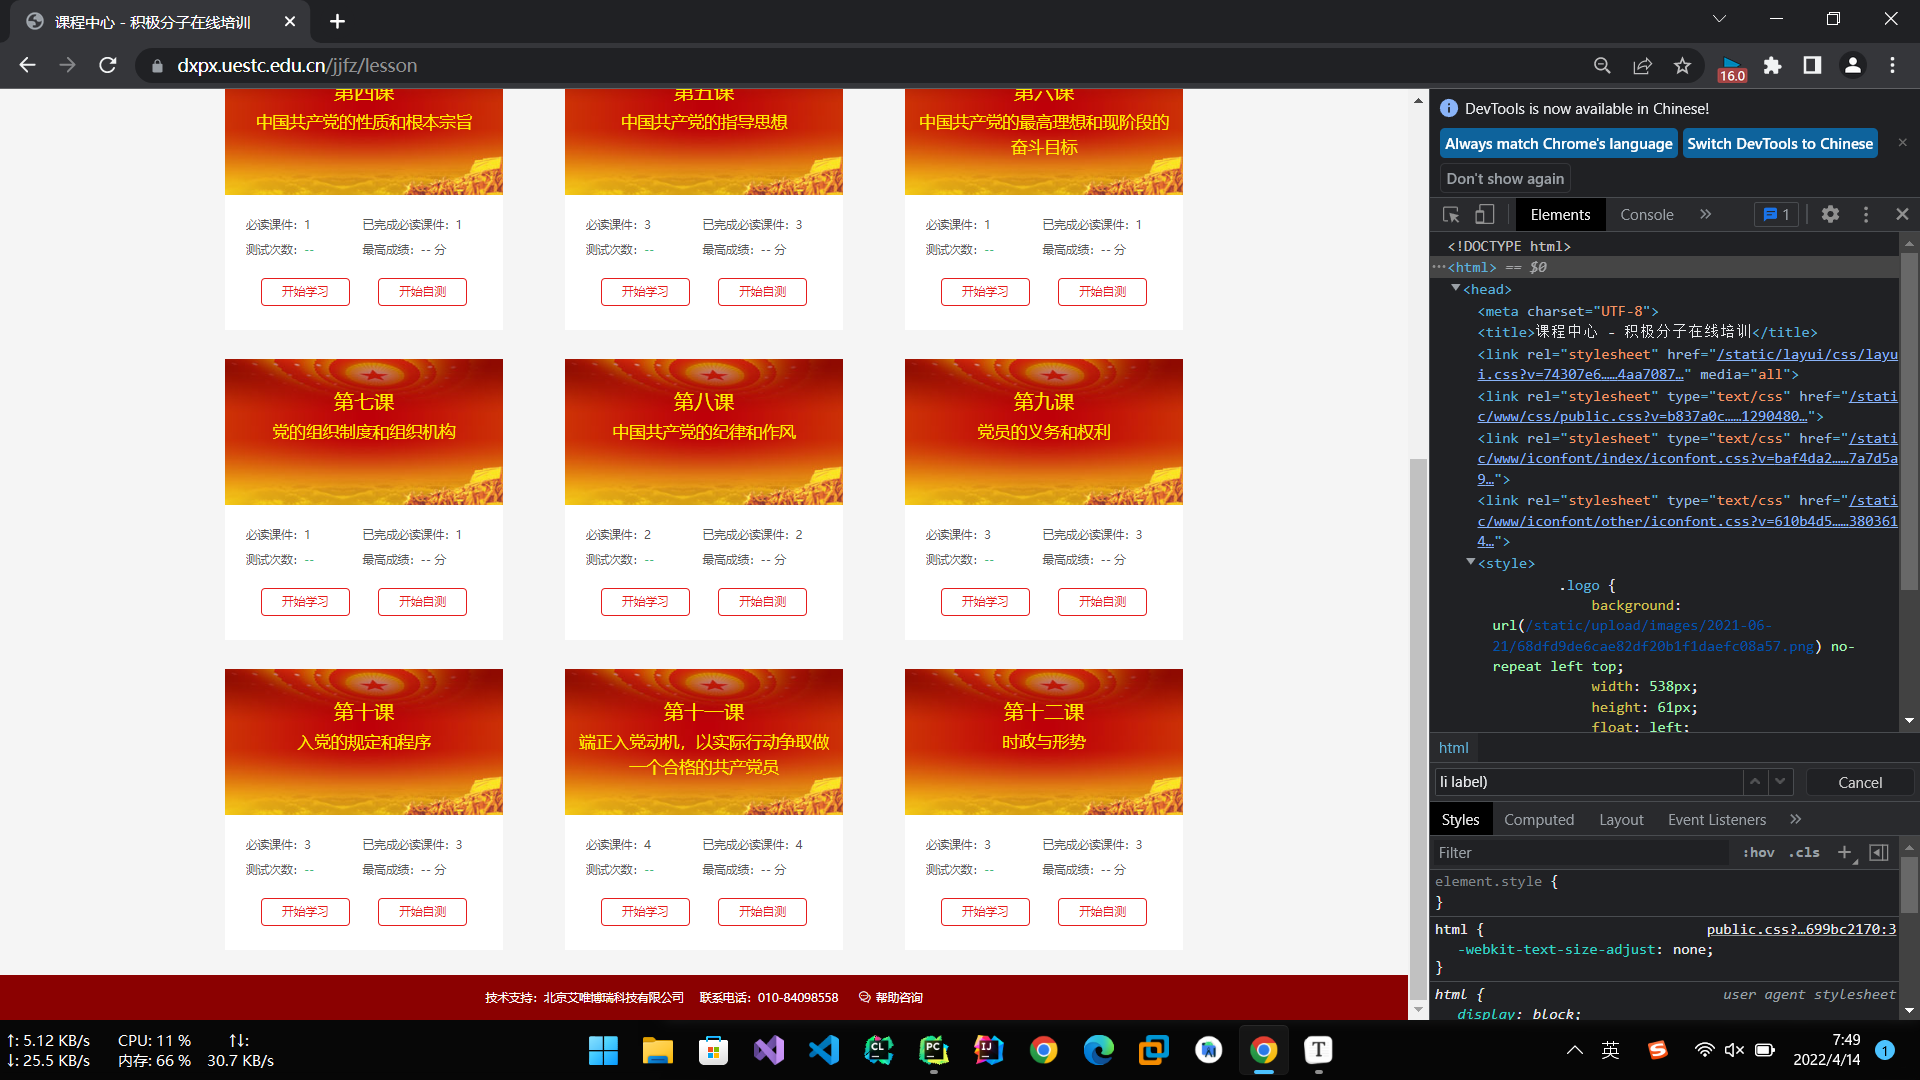 课程中心 - 积极分子在线培训
dxpx.uestc.edu.cn/jjfz/lesson
16.0
第四课
中国共产党的性质和根本宗旨
必读课件：1 已完成必读课件：1
测试次数：-- 最高成绩：-- 分
开始学习 开始自测
第五课
中国共产党的指导思想
必读课件：3 已完成必读课件：3
测试次数：-- 最高成绩：-- 分
开始学习 开始自测
第六课
中国共产党的最高理想和现阶段的
奋斗目标
必读课件：1 已完成必读课件：1
测试次数：-- 最高成绩：-- 分
开始学习 开始自测
第七课
党的组织制度和组织机构
必读课件：1 已完成必读课件：1
测试次数：-- 最高成绩：-- 分
开始学习 开始自测
第八课
中国共产党的纪律和作风
必读课件：2 已完成必读课件：2
测试次数：-- 最高成绩：-- 分
开始学习 开始自测
第九课
党员的义务和权利
必读课件：3 已完成必读课件：3
测试次数：-- 最高成绩：-- 分
开始学习 开始自测
第十课
入党的规定和程序
必读课件：3 已完成必读课件：3
测试次数：-- 最高成绩：-- 分
开始学习 开始自测
第十一课
端正入党动机，以实际行动争取做
一个合格的共产党员
必读课件：4 已完成必读课件：4
测试次数：-- 最高成绩：-- 分
开始学习 开始自测
第十二课
时政与形势
必读课件：3 已完成必读课件：3
测试次数：-- 最高成绩：-- 分
开始学习 开始自测
技术支持：北京艾唯博瑞科技有限公司 联系电话：010-84098558 帮助咨询
DevTools is now available in Chinese!
Always match Chrome's language Switch DevTools to Chinese
Don't show again
Elements Console » 1
<!DOCTYPE html>
···<html> == $0
<head>
<meta charset="UTF-8">
<title>课程中心 - 积极分子在线培训</title>
<link rel="stylesheet" href="/static/layui/css/layu
i.css?v=74307e6……4aa7087…" media="all">
<link rel="stylesheet" type="text/css" href="/stati
c/www/css/public.css?v=b837a0c……1290480…">
<link rel="stylesheet" type="text/css" href="/stati
c/www/iconfont/index/iconfont.css?v=baf4da2……7a7d5a
9…">
<link rel="stylesheet" type="text/css" href="/stati
c/www/iconfont/other/iconfont.css?v=610b4d5……380361
4…">
<style>
.logo {
background:
url(/static/upload/images/2021-06-
21/68dfd9de6cae82df20b1f1daefc08a57.png) no-
repeat left top;
width: 538px;
height: 61px;
float: left;
html
li label) Cancel
Styles Computed Layout Event Listeners »
Filter :hov .cls
element.style {
}
html { public.css?…699bc2170:3
-webkit-text-size-adjust: none;
}
html { user agent stylesheet
display: block;
↑: 5.12 KB/s CPU: 11 % ↑↓:
↓: 25.5 KB/s 内存: 66 % 30.7 KB/s
CL
PC
IJ
T
英
7:49
2022/4/14
1